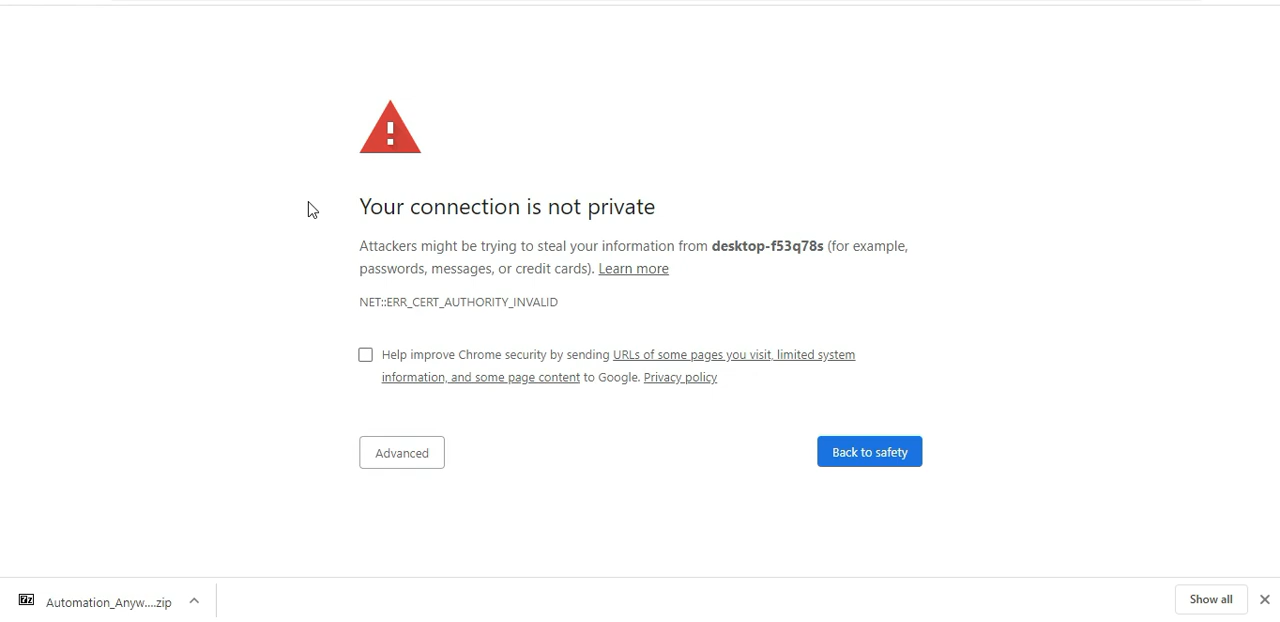 Your connection is not private
Attackers might be trying to steal your information from desktop-f53q78s (for example,
passwords, messages, or credit cards). Learn more
NET::ERR_CERT_AUTHORITY_INVALID
Help improve Chrome security by sending URLs of some pages you visit, limited system
information, and some page content to Google. Privacy policy
Advanced
Back to safety
Automation_Anyw....zip
Show all